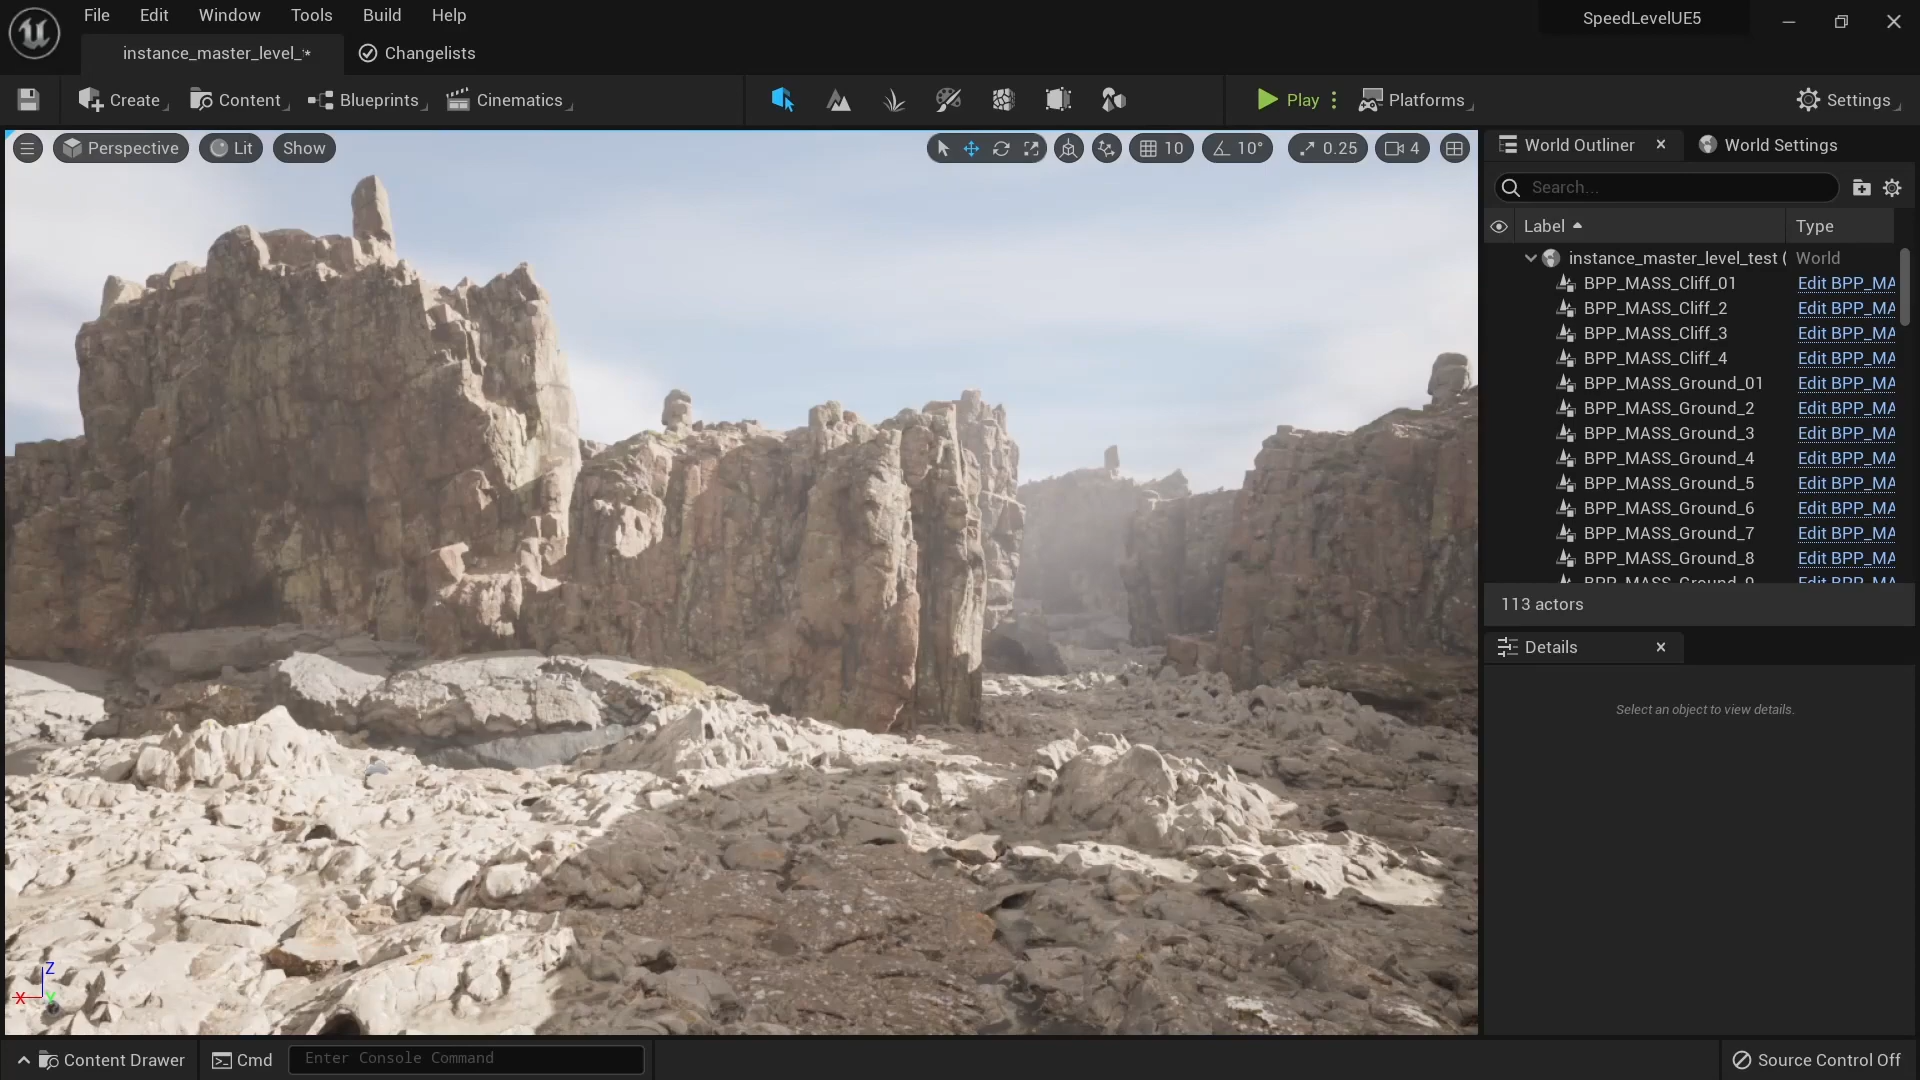 File Edit Window Tools Build Help
SpeedLevelUE5
instance_master_level_
Changelists
Create Content Blueprints Cinematics
Play Platforms Settings
Perspective Lit Show
10 10° 0.25 4
World Outliner World Settings
Search...
Label Type
instance_master_level_test ( World
BPP_MASS_Cliff_01 Edit BPP_MA
BPP_MASS_Cliff_2 Edit BPP_MA
BPP_MASS_Cliff_3 Edit BPP_MA
BPP_MASS_Cliff_4 Edit BPP_MA
BPP_MASS_Ground_01 Edit BPP_MA
BPP_MASS_Ground_2 Edit BPP_MA
BPP_MASS_Ground_3 Edit BPP_MA
BPP_MASS_Ground_4 Edit BPP_MA
BPP_MASS_Ground_5 Edit BPP_MA
BPP_MASS_Ground_6 Edit BPP_MA
BPP_MASS_Ground_7 Edit BPP_MA
BPP_MASS_Ground_8 Edit BPP_MA
BPP_MASS_Ground_9 Edit BPP_MA
113 actors
Details
Select an object to view details.
Z
X Y
Content Drawer Cmd Enter Console Command
Source Control Off